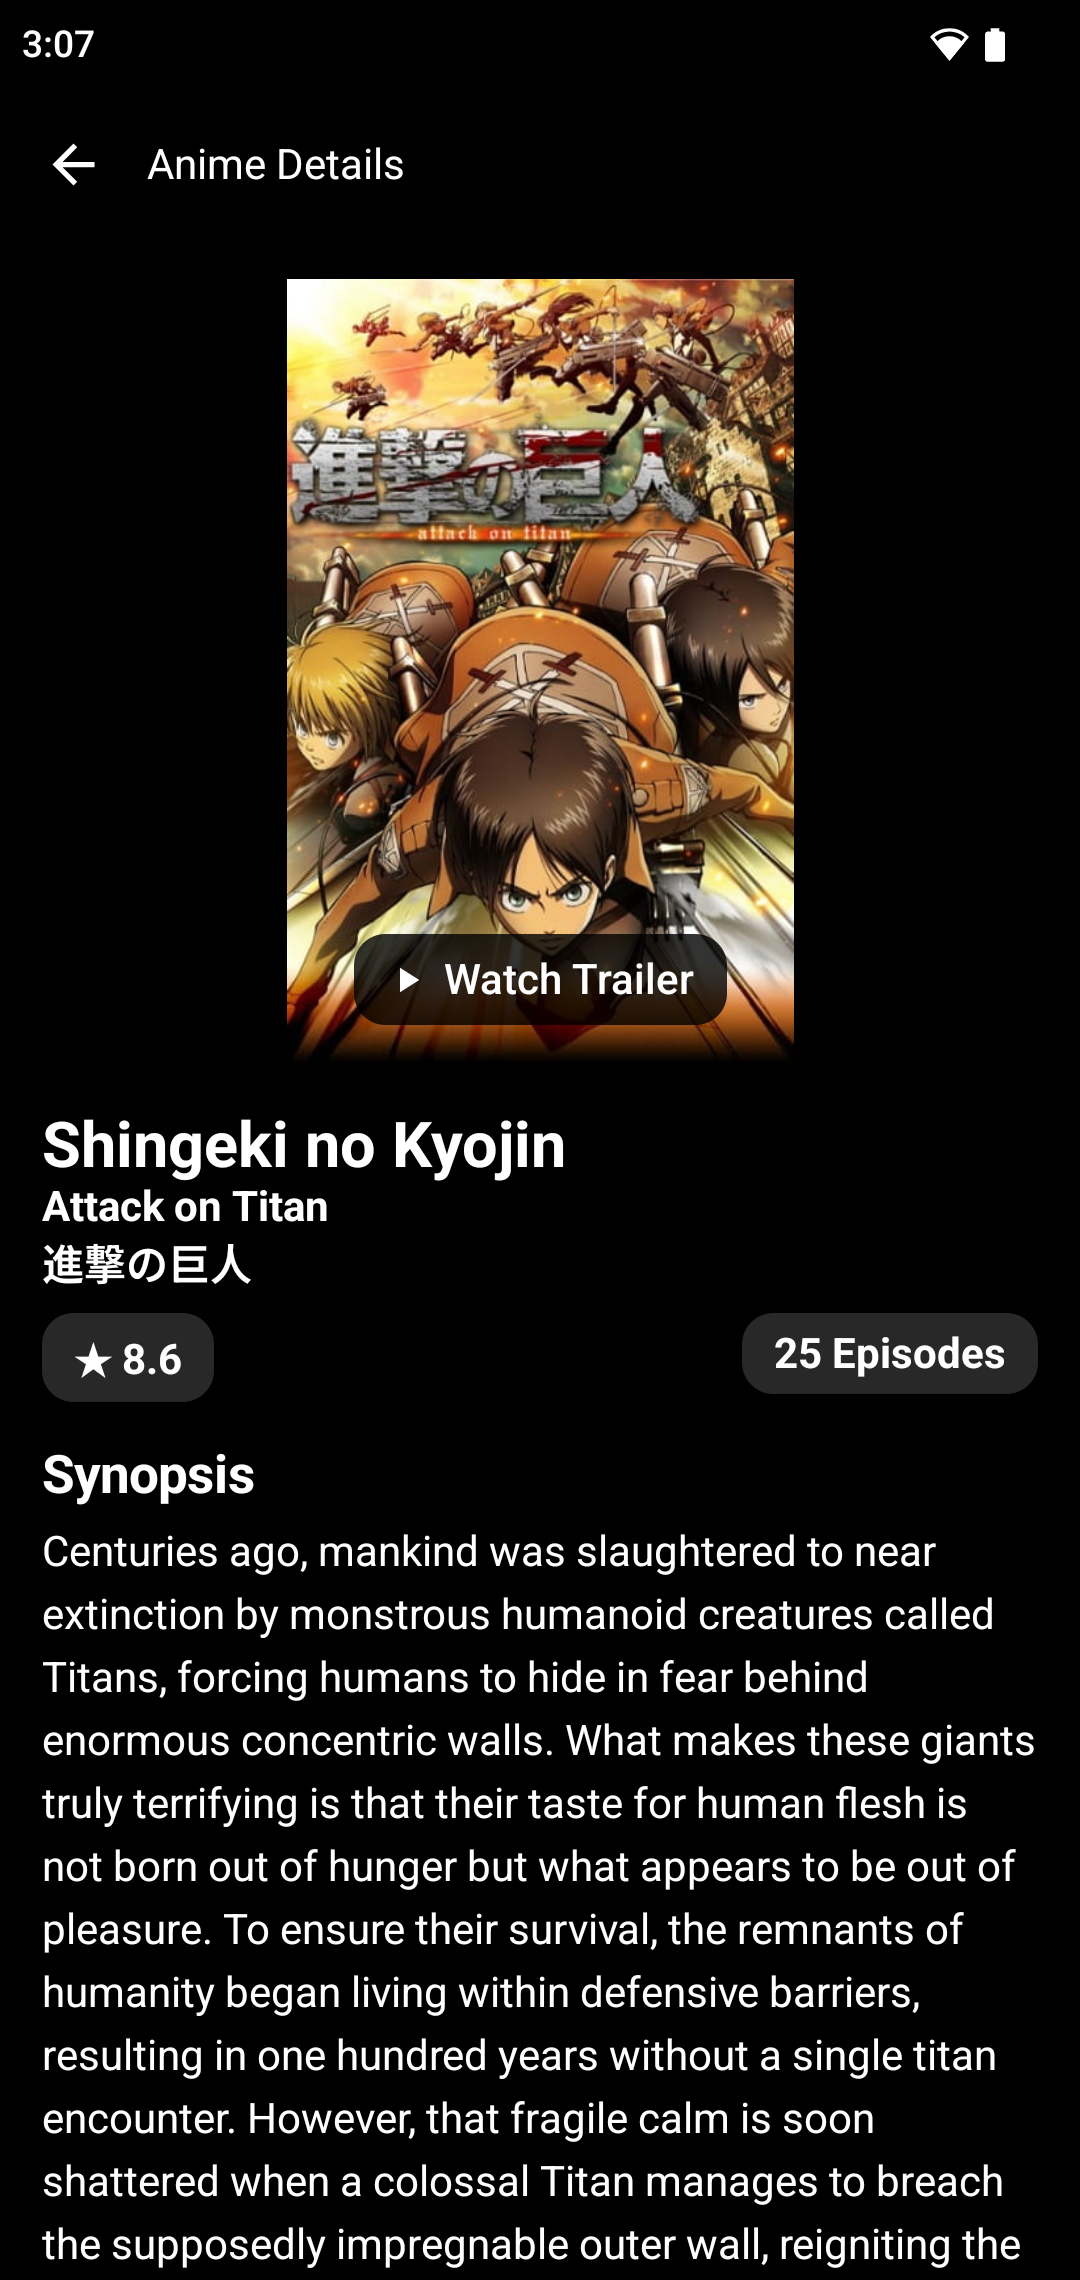 3:07
Anime Details
進撃の巨人
attack on titan
Watch Trailer
Shingeki no Kyojin
Attack on Titan
進撃の巨人
★ 8.6
25 Episodes
Synopsis
Centuries ago, mankind was slaughtered to near
extinction by monstrous humanoid creatures called
Titans, forcing humans to hide in fear behind
enormous concentric walls. What makes these giants
truly terrifying is that their taste for human flesh is
not born out of hunger but what appears to be out of
pleasure. To ensure their survival, the remnants of
humanity began living within defensive barriers,
resulting in one hundred years without a single titan
encounter. However, that fragile calm is soon
shattered when a colossal Titan manages to breach
the supposedly impregnable outer wall, reigniting the